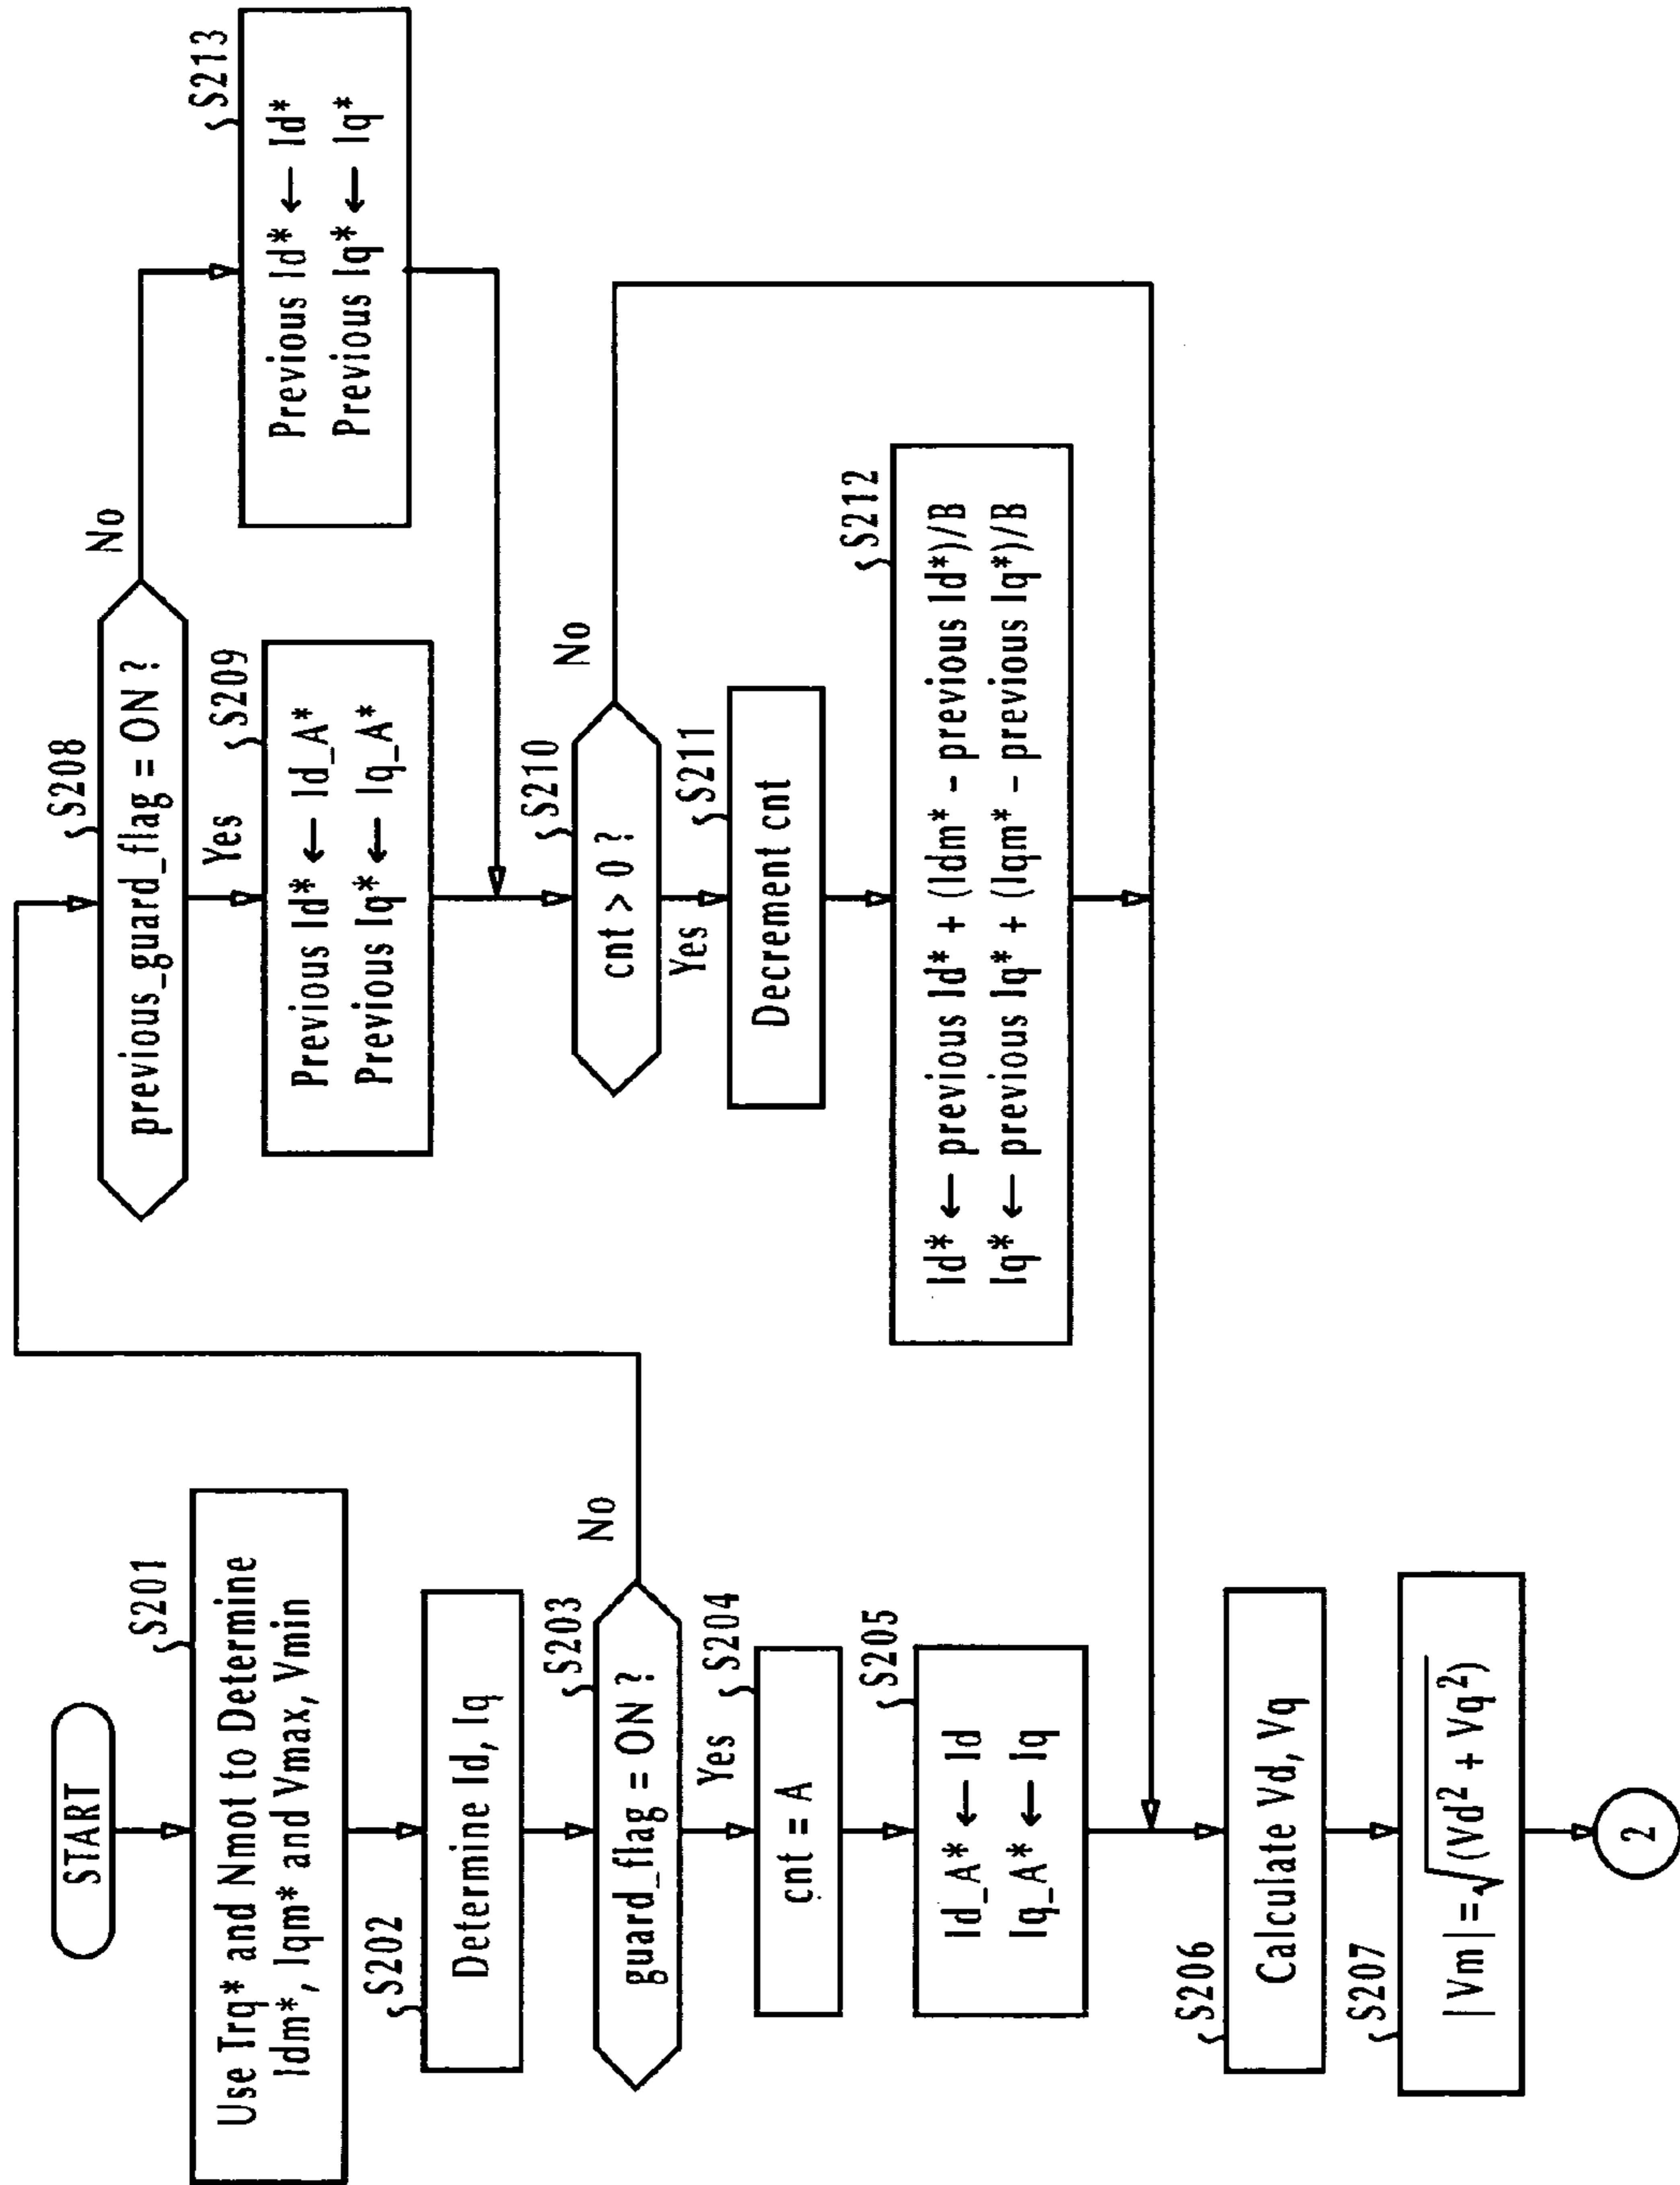 START
S201
Use Trq* and Nmot to Determine
Idm*, Iqm* and Vmax, Vmin
S202
Determine Id, Iq
S203
guard_flag = ON ?
No
Yes
S204
cnt = A
S205
Id_A* ← Id
Iq_A* ← Iq
S206
Calculate Vd, Vq
S207
|Vm| = √(Vd² + Vq²)
2
S208
previous_guard_flag = ON ?
No
Yes
S209
Previous Id* ← Id_A*
Previous Iq* ← Iq_A*
S210
cnt > 0 ?
No
Yes
S211
Decrement cnt
S212
Id* ← previous Id* + (Idm* - previous Id*)/B
Iq* ← previous Iq* + (Iqm* - previous Iq*)/B
S213
Previous Id* ← Id*
Previous Iq* ← Iq*